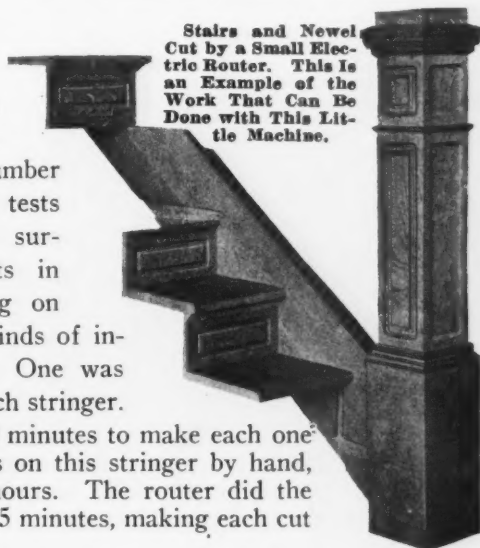 Stairs and Newel
Cut by a Small Elec-
tric Router. This Is
an Example of the
Work That Can Be
Done with This Lit-
tle Machine.
umber
tests
sur-
ts in
g on
inds of in-
One was
ch stringer.
minutes to make each one
s on this stringer by hand,
ours. The router did the
5 minutes, making each cut